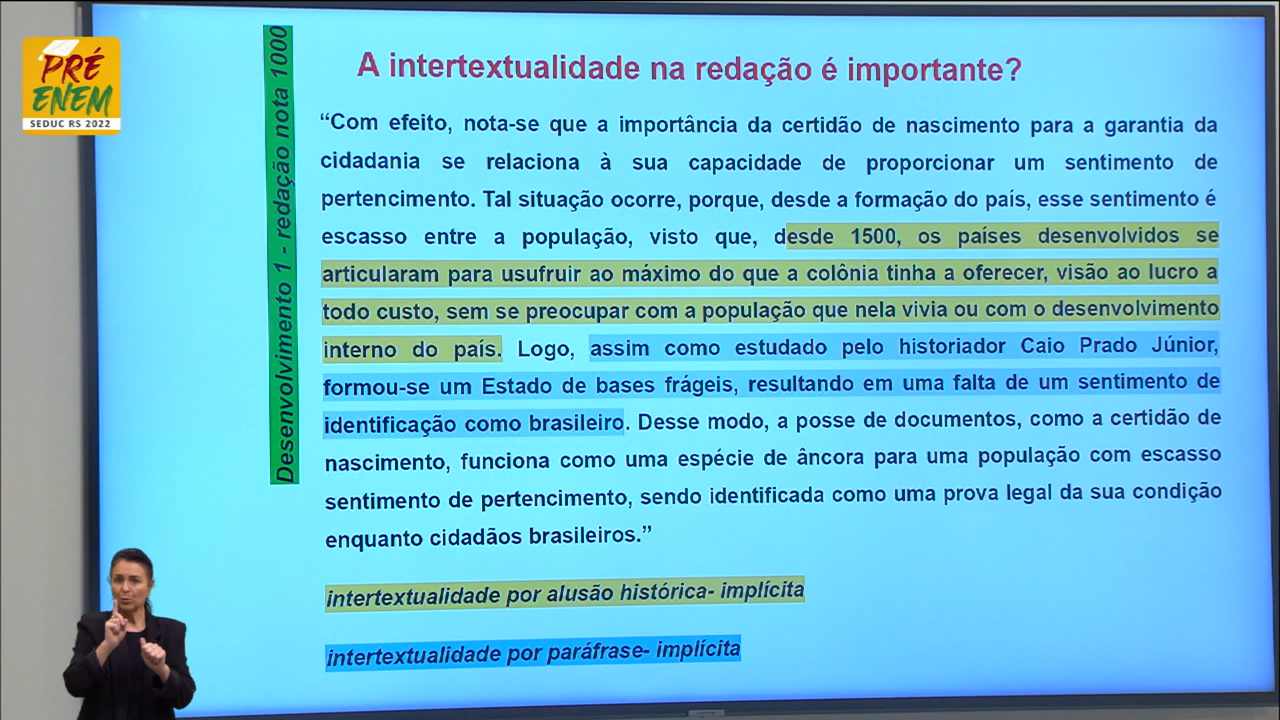 PRÉ
ENEM
SEDUC RS 2022
Desenvolvimento 1 - redação nota 1000
A intertextualidade na redação é importante?
“Com efeito, nota-se que a importância da certidão de nascimento para a garantia da
cidadania se relaciona à sua capacidade de proporcionar um sentimento de
pertencimento. Tal situação ocorre, porque, desde a formação do país, esse sentimento é
escasso entre a população, visto que, desde 1500, os países desenvolvidos se
articularam para usufruir ao máximo do que a colônia tinha a oferecer, visão ao lucro a
todo custo, sem se preocupar com a população que nela vivia ou com o desenvolvimento
interno do país. Logo, assim como estudado pelo historiador Caio Prado Júnior,
formou-se um Estado de bases frágeis, resultando em uma falta de um sentimento de
identificação como brasileiro. Desse modo, a posse de documentos, como a certidão de
nascimento, funciona como uma espécie de âncora para uma população com escasso
sentimento de pertencimento, sendo identificada como uma prova legal da sua condição
enquanto cidadãos brasileiros.”
intertextualidade por alusão histórica- implícita
intertextualidade por paráfrase- implícita